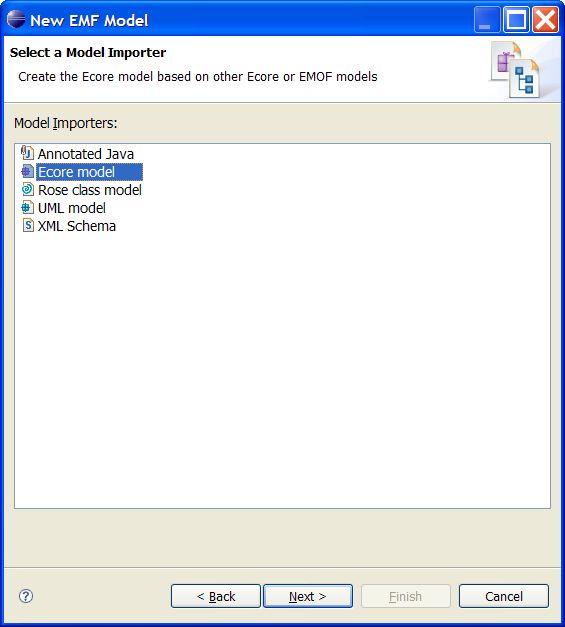 New EMF Model
Select a Model Importer
Create the Ecore model based on other Ecore or EMOF models
Model Importers:
Annotated Java
Ecore model
Rose class model
UML model
XML Schema
< Back
Next >
Finish
Cancel